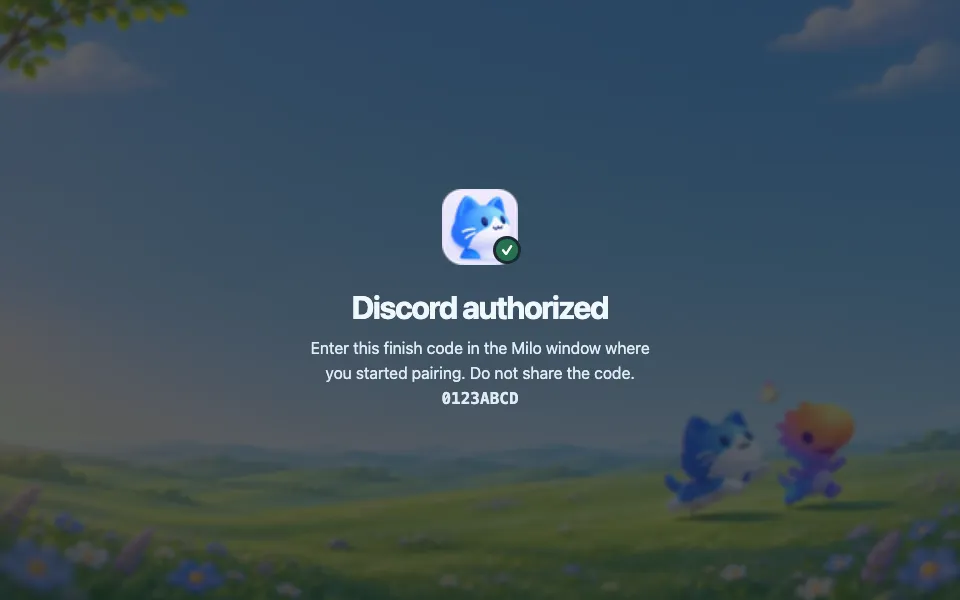 Discord authorized
Enter this finish code in the Milo window where
you started pairing. Do not share the code.
0123ABCD